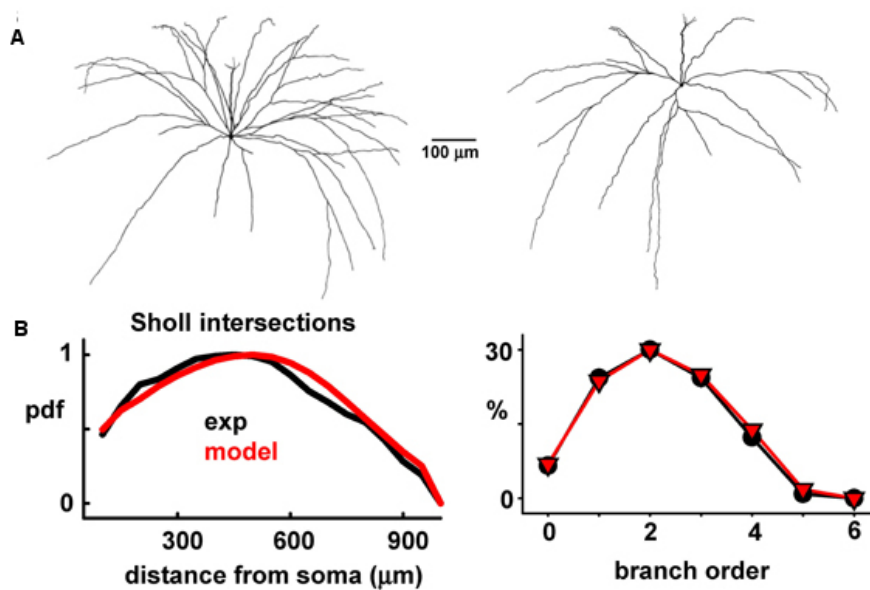 A
100 μm
B
Sholl intersections
1
pdf
exp
model
0
300
600
900
distance from soma (μm)
30
%
0
0
2
4
6
branch order